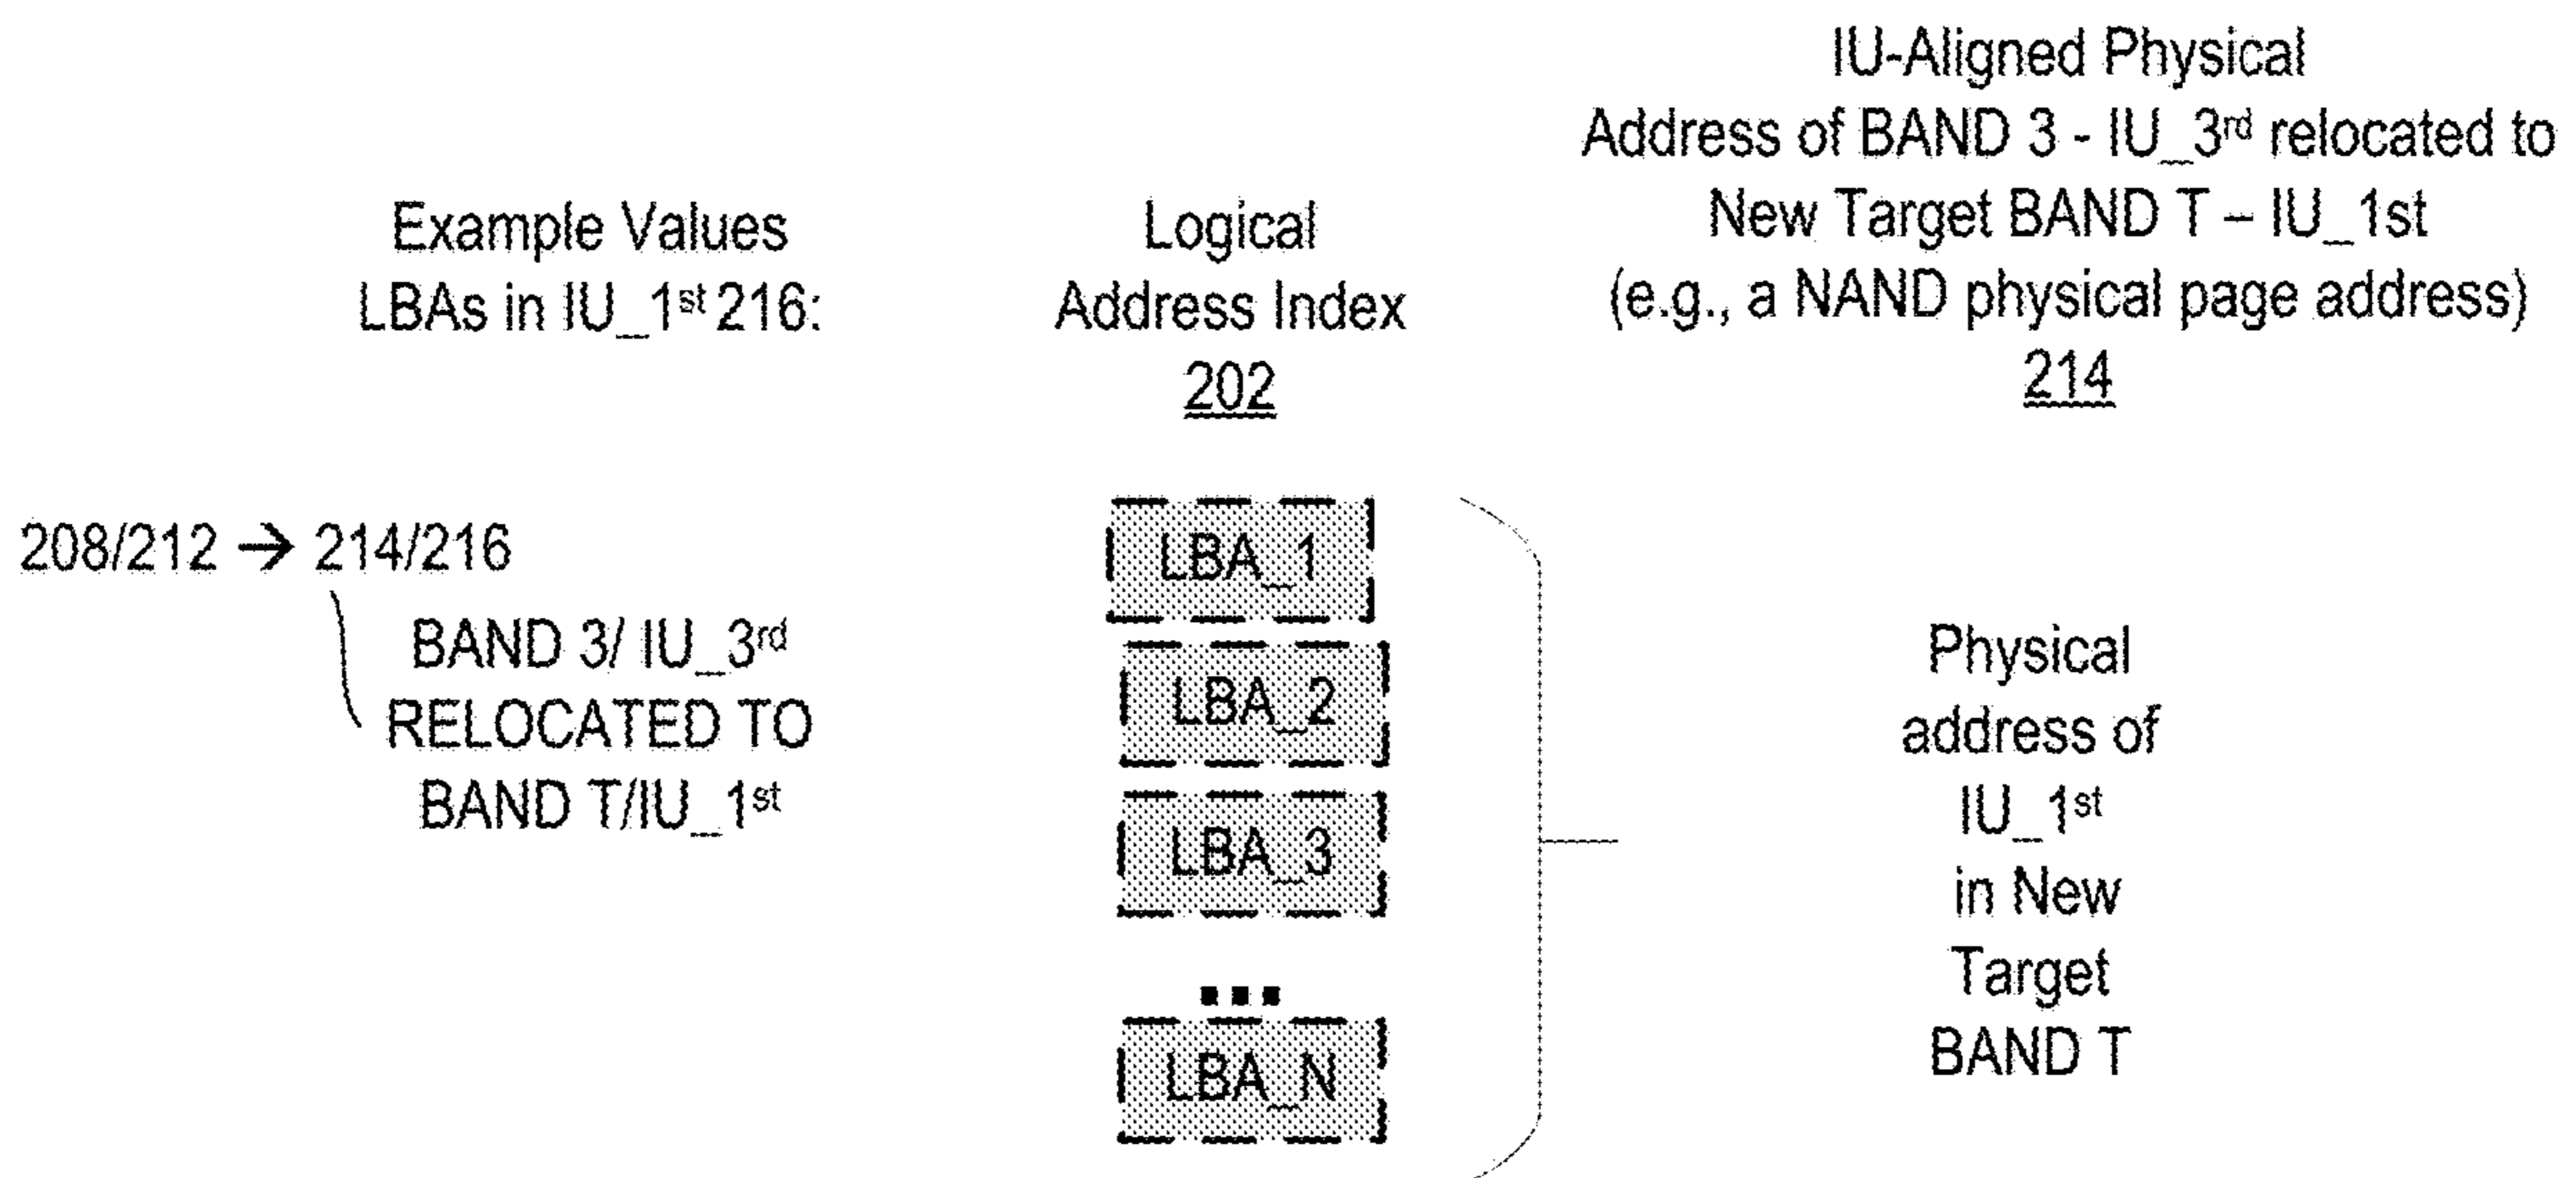 Example Values
LBAs in IU_1st 216:
Logical
Address Index
202
IU-Aligned Physical
Address of BAND 3 - IU_3rd relocated to
New Target BAND T – IU_1st
(e.g., a NAND physical page address)
214
208/212 → 214/216
BAND 3/ IU_3rd
RELOCATED TO
BAND T/IU_1st
LBA_1
LBA_2
LBA_3
...
LBA_N
Physical
address of
IU_1st
in New
Target
BAND T